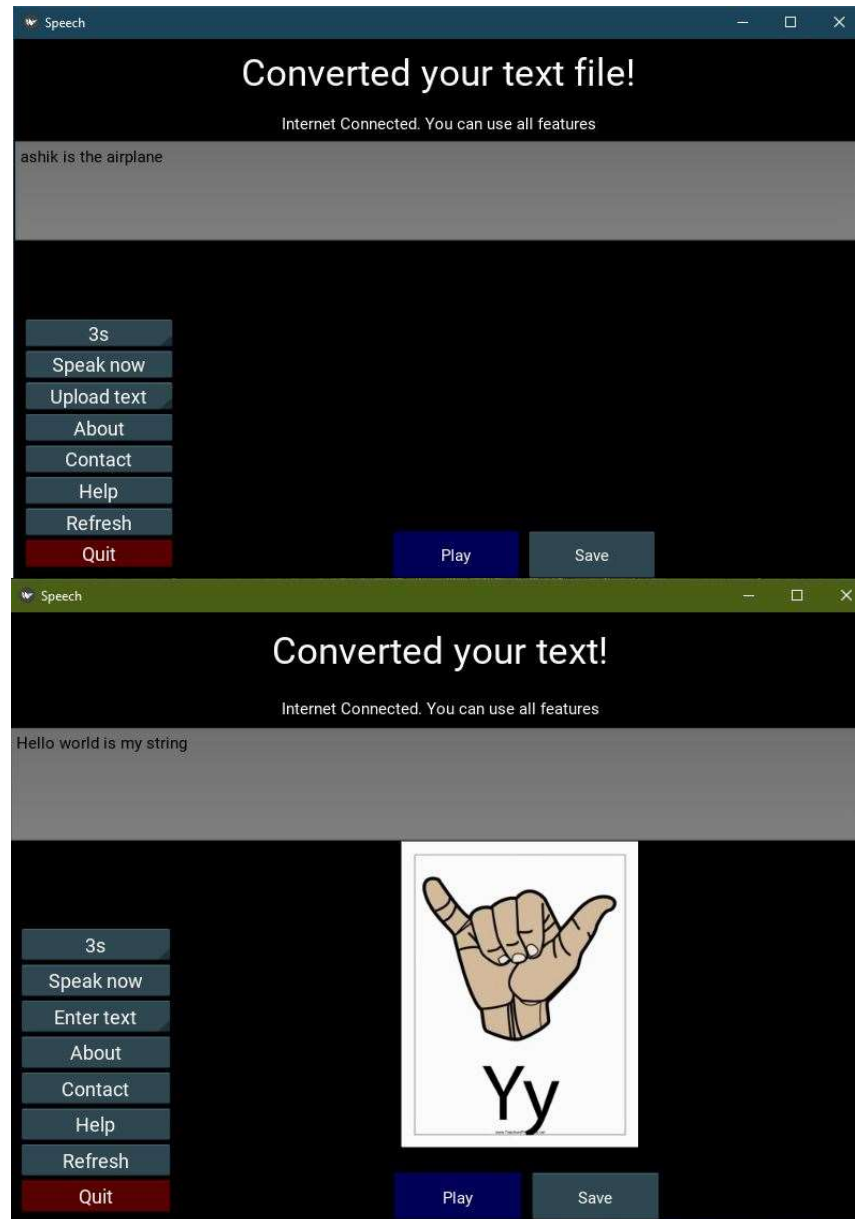 Speech
Converted your text file!
Internet Connected. You can use all features
ashik is the airplane
3s
Speak now
Upload text
About
Contact
Help
Refresh
Quit
Play Save
Speech
Converted your text!
Internet Connected. You can use all features
Hello world is my string
3s
Speak now
Enter text
About
Contact
Help
Refresh
Quit
Yy
Play Save